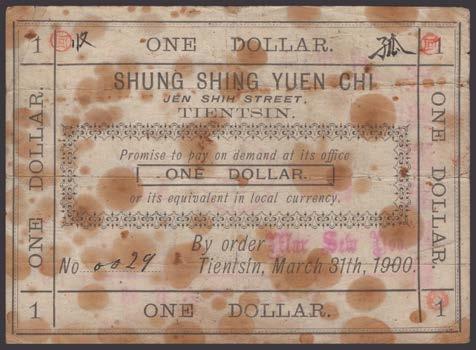 1 收 ONE DOLLAR. 孤 1
SHUNG SHING YUEN CHI
JEN SHIH STREET,
TIENTSIN.
Promise to pay on demand at its office
ONE DOLLAR.
or its equivalent in local currency.
By order
No 0029 Tientsin, March 31th, 1900.
1 ONE DOLLAR. 1
ONE DOLLAR.
ONE DOLLAR.